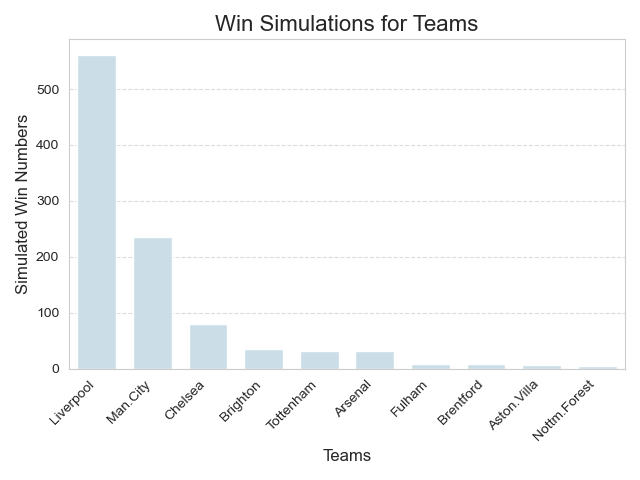 Win Simulations for Teams
Simulated Win Numbers
500
400
300
200
100
0
Liverpool
Man.City
Chelsea
Brighton
Tottenham
Arsenal
Fulham
Brentford
Aston.Villa
Nottm.Forest
Teams